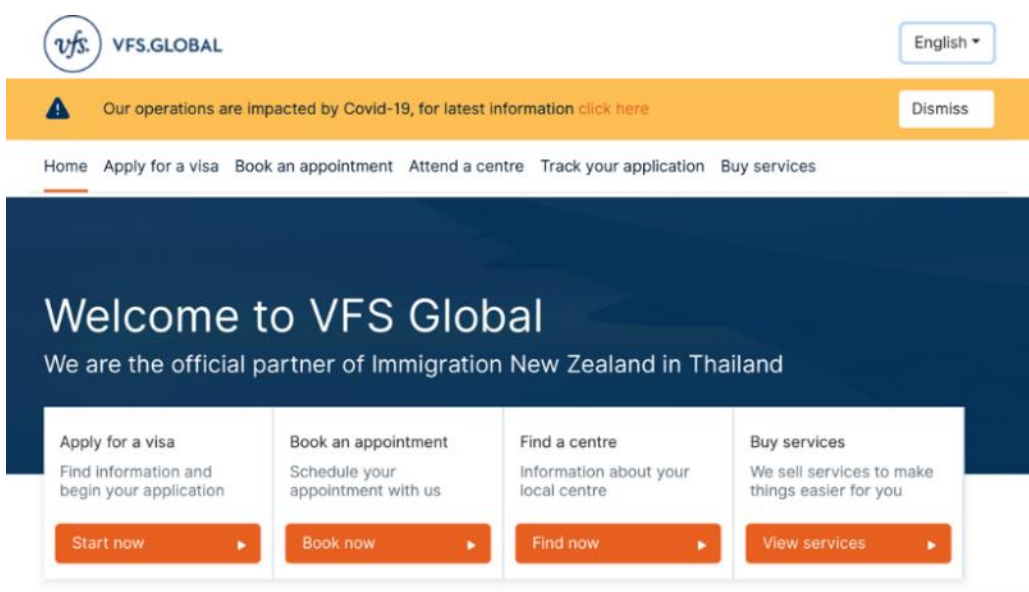 vfs.
VFS.GLOBAL
English
Our operations are impacted by Covid-19, for latest information click here
Dismiss
Home Apply for a visa Book an appointment Attend a centre Track your application Buy services
Welcome to VFS Global
We are the official partner of Immigration New Zealand in Thailand
Apply for a visa
Find information and
begin your application
Start now
Book an appointment
Schedule your
appointment with us
Book now
Find a centre
Information about your
local centre
Find now
Buy services
We sell services to make
things easier for you
View services